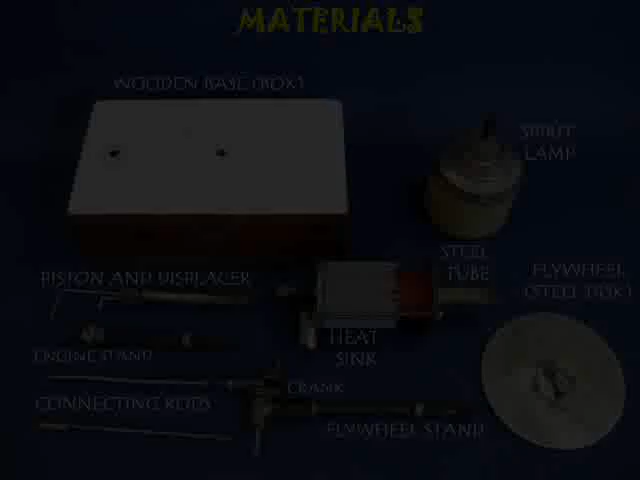 MATERIALS
WOODEN BASE (BOX)
SPIRIT
LAMP
STEEL
TUBE
FLYWHEEL
(STEEL DISK)
PISTON AND DISPLACER
HEAT
SINK
ENGINE STAND
CRANK
CONNECTING RODS
FLYWHEEL STAND